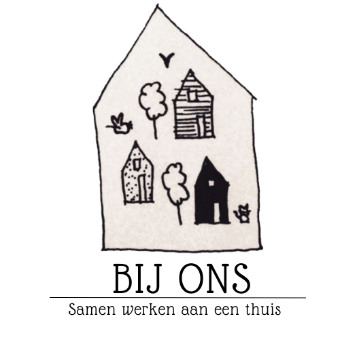 BIJ ONS
Samen werken aan een thuis